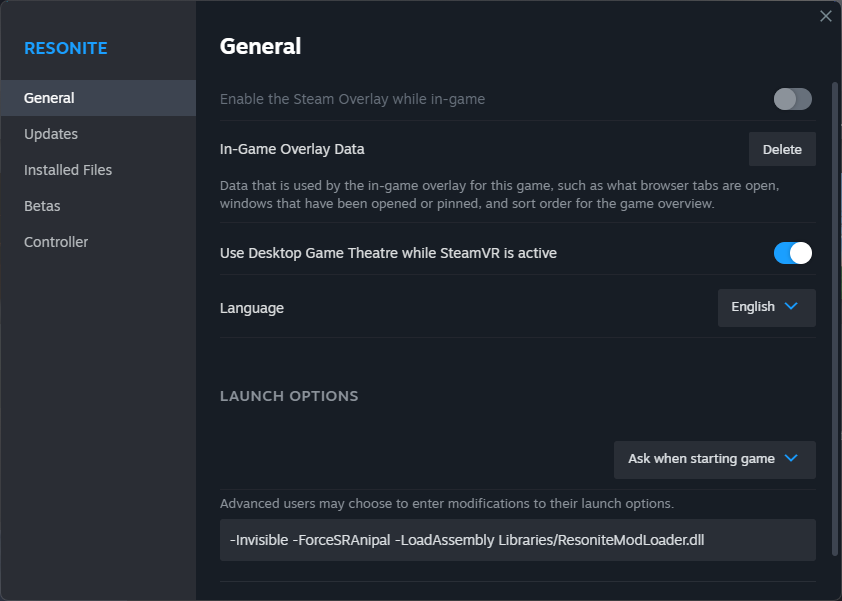 RESONITE
General
Updates
Installed Files
Betas
Controller
General
Enable the Steam Overlay while in-game
In-Game Overlay Data
Delete
Data that is used by the in-game overlay for this game, such as what browser tabs are open,
windows that have been opened or pinned, and sort order for the game overview.
Use Desktop Game Theatre while SteamVR is active
Language
English
LAUNCH OPTIONS
Ask when starting game
Advanced users may choose to enter modifications to their launch options.
-Invisible -ForceSRAnipal -LoadAssembly Libraries/ResoniteModLoader.dll